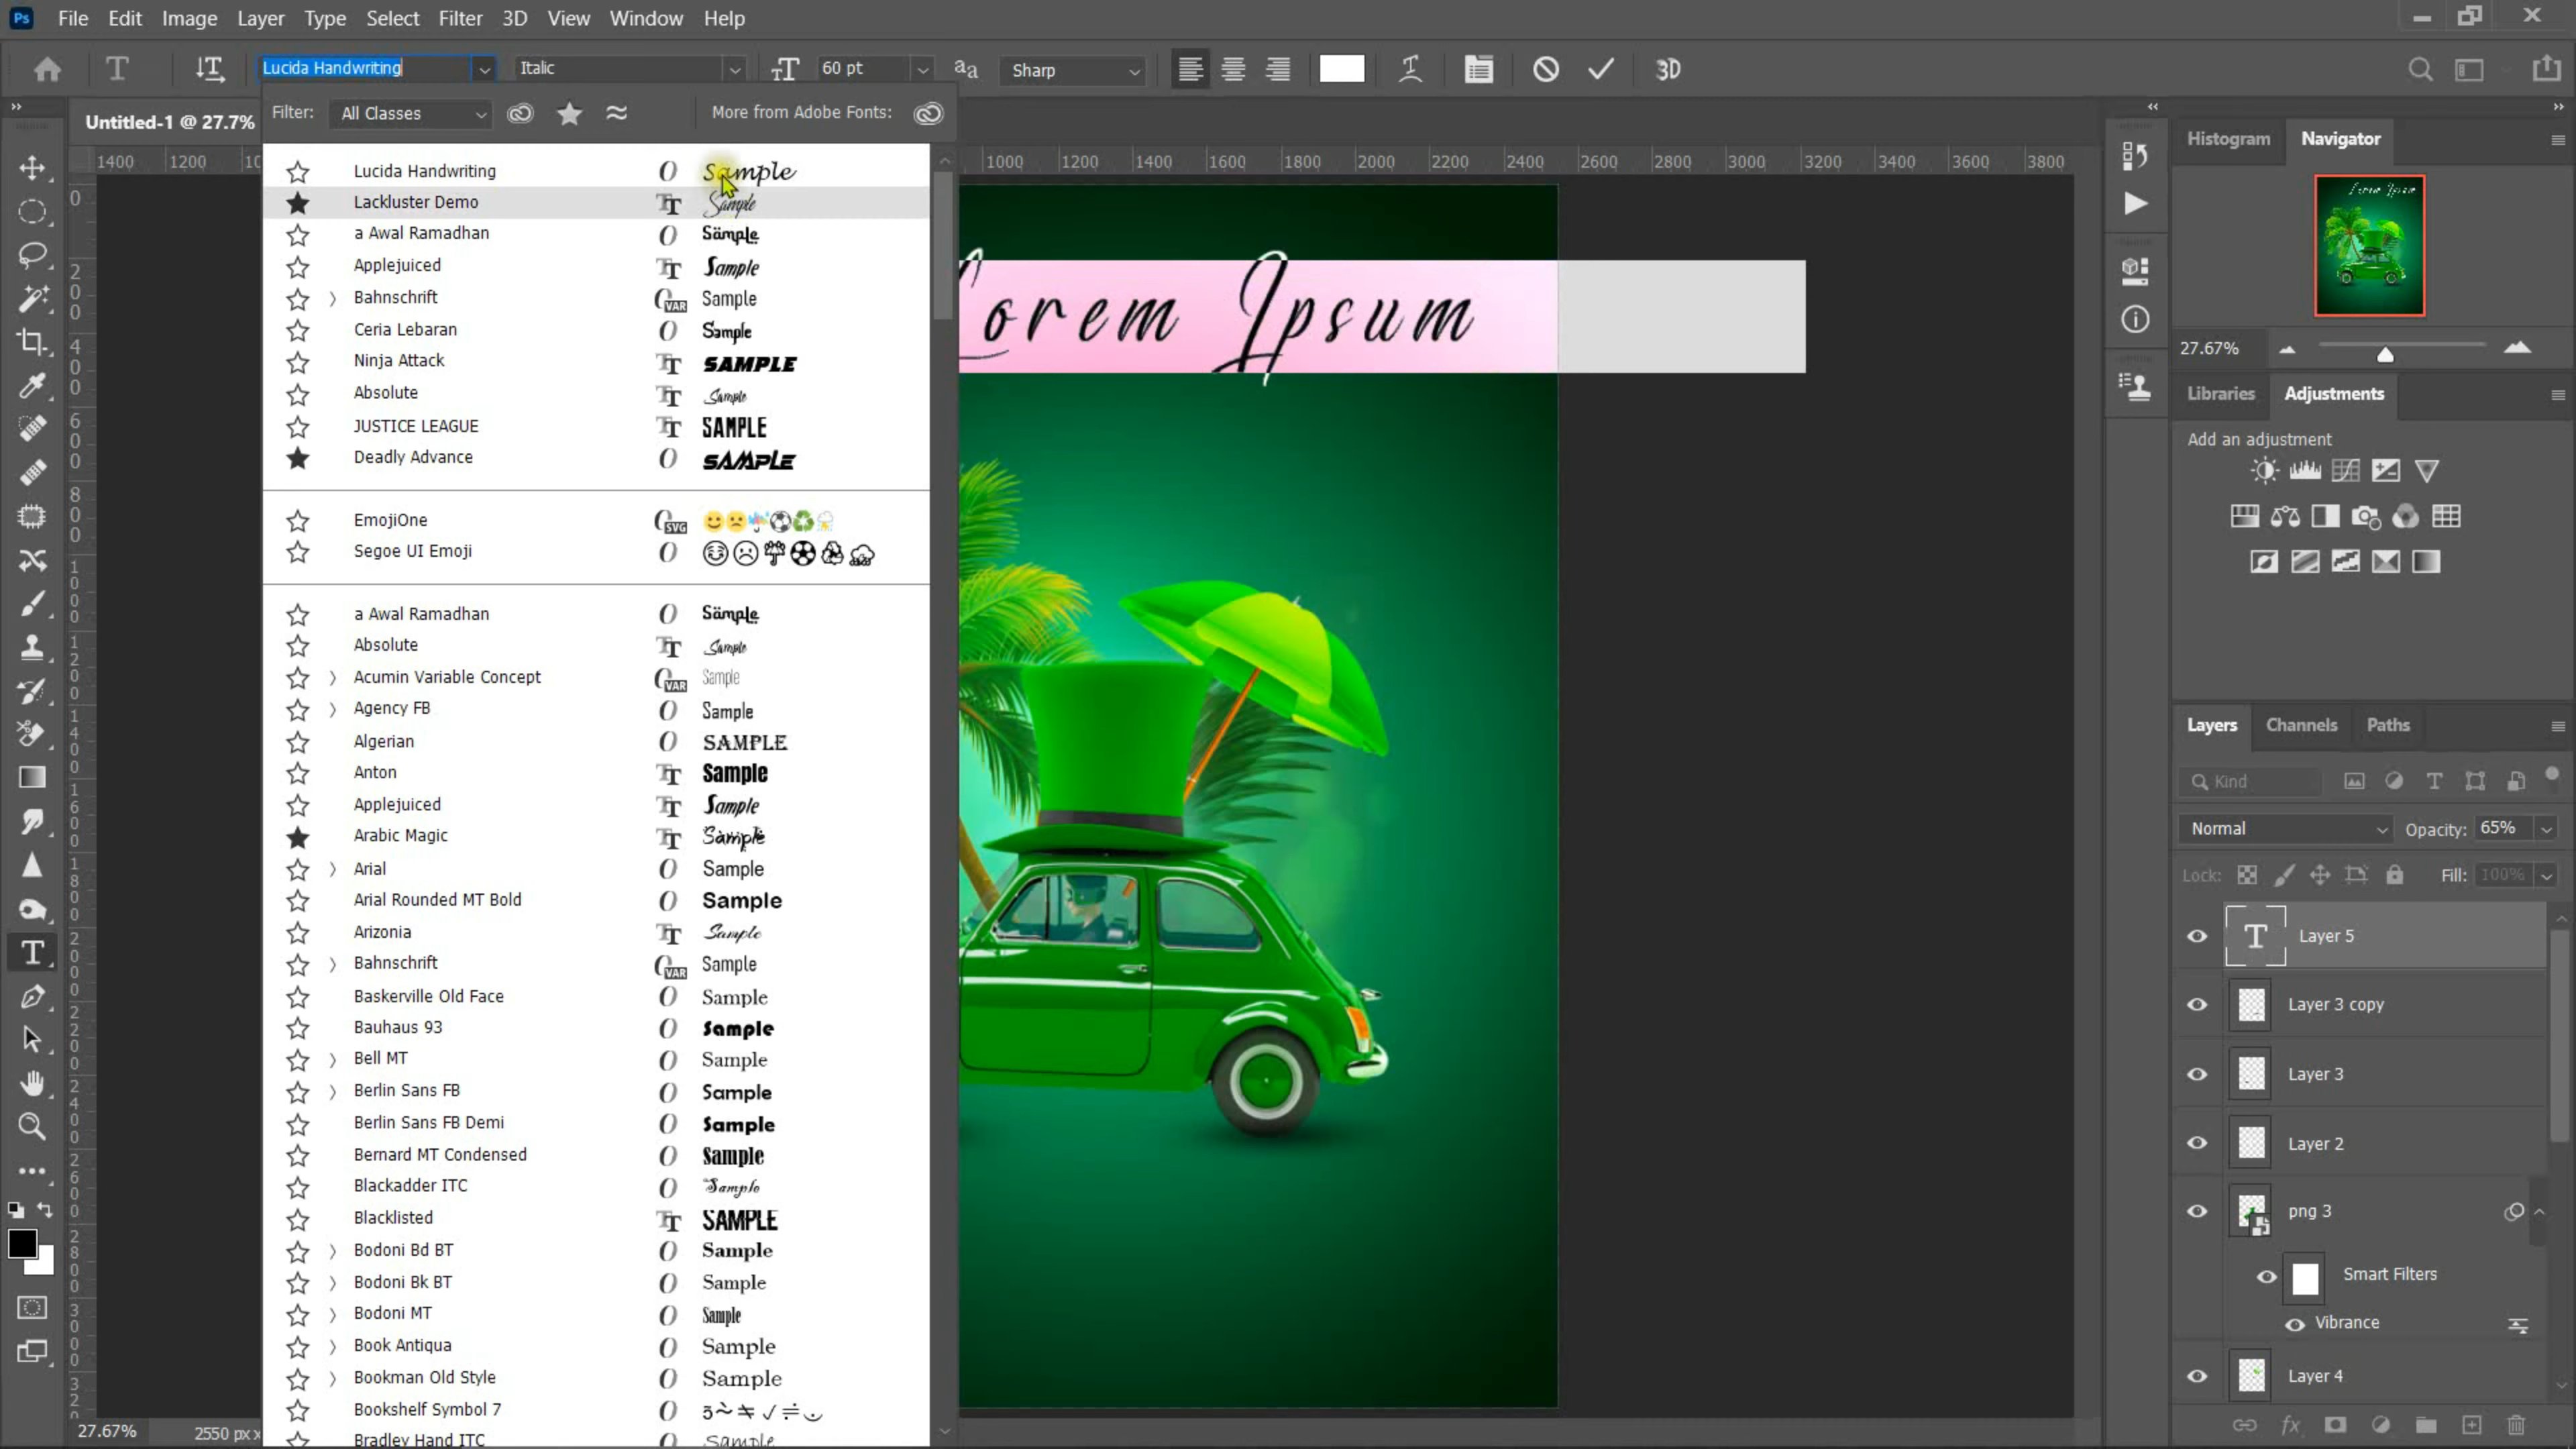 Ps File Edit Image Layer Type Select Filter 3D View Window Help
Lucida Handwriting Italic 60 pt Sharp 3D
Filter: All Classes More from Adobe Fonts:
Untitled-1 @ 27.7%
1400 1200 1000 1200 1400 1600 1800 2000 2200 2400 2600 2800 3000 3200 3400 3600 3800
Lucida Handwriting Sample
Lackluster Demo Sample
a Awal Ramadhan Sample
Applejuiced Sample
Bahnschrift Sample
Ceria Lebaran Sample
Ninja Attack SAMPLE
Absolute Sample
JUSTICE LEAGUE SAMPLE
Deadly Advance SAMPLE
EmojiOne
Segoe UI Emoji
a Awal Ramadhan Sample
Absolute Sample
Acumin Variable Concept Sample
Agency FB Sample
Algerian SAMPLE
Anton Sample
Applejuiced Sample
Arabic Magic Sample
Arial Sample
Arial Rounded MT Bold Sample
Arizonia Sample
Bahnschrift Sample
Baskerville Old Face Sample
Bauhaus 93 Sample
Bell MT Sample
Berlin Sans FB Sample
Berlin Sans FB Demi Sample
Bernard MT Condensed Sample
Blackadder ITC Sample
Blacklisted SAMPLE
Bodoni Bd BT Sample
Bodoni Bk BT Sample
Bodoni MT Sample
Book Antiqua Sample
Bookman Old Style Sample
Bookshelf Symbol 7
Bradley Hand ITC Sample
Lorem Ipsum
27.67% 2550 px x
Histogram Navigator
Lorem Ipsum
27.67%
Libraries Adjustments
Add an adjustment
Layers Channels Paths
Kind
Normal Opacity: 65%
Lock: Fill: 100%
Layer 5
Layer 3 copy
Layer 3
Layer 2
png 3
Smart Filters
Vibrance
Layer 4